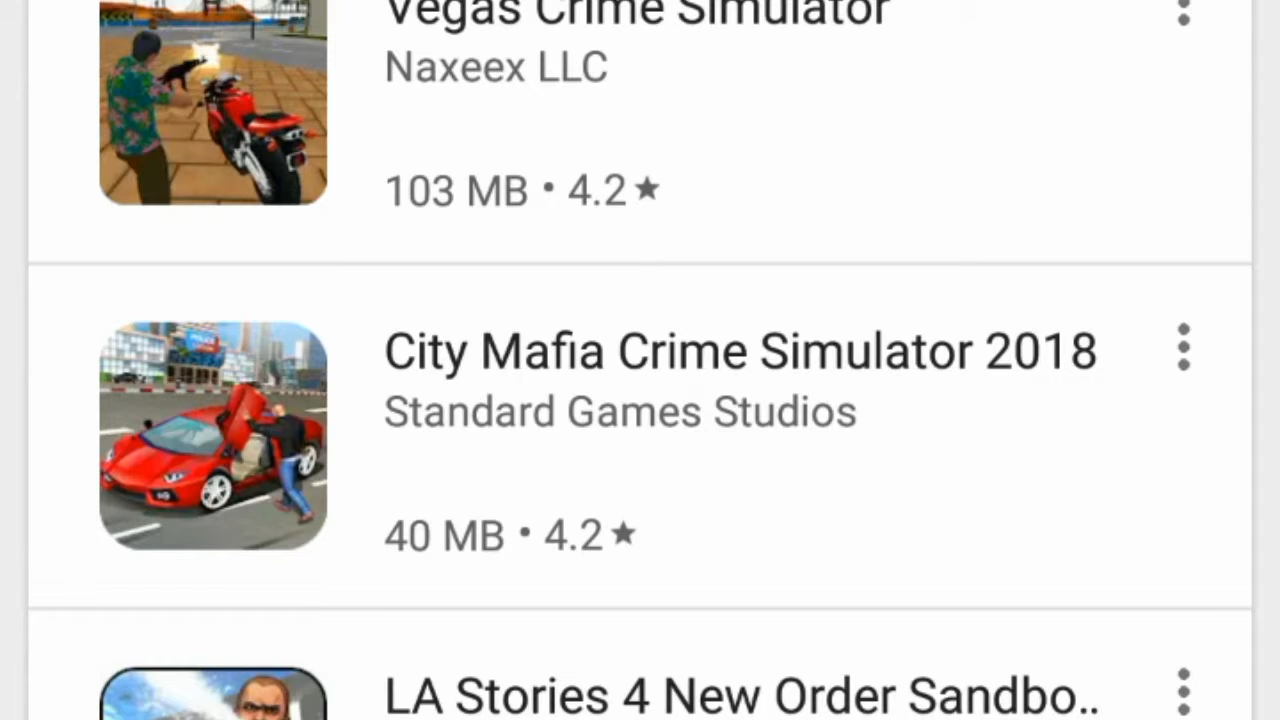 Vegas Crime Simulator
Naxeex LLC
103 MB • 4.2★
City Mafia Crime Simulator 2018
Standard Games Studios
40 MB • 4.2★
LA Stories 4 New Order Sandbo..